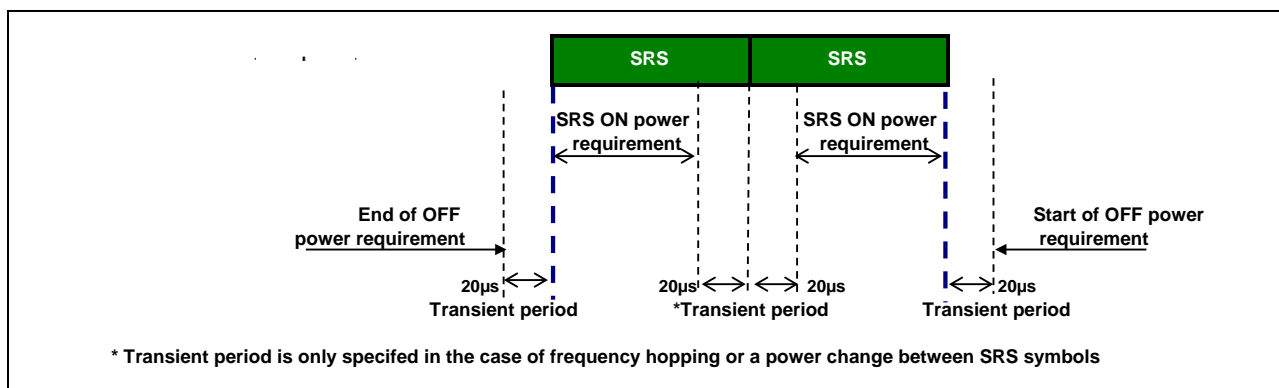 SRS SRS
SRS ON power requirement
SRS ON power requirement
End of OFF power requirement
Start of OFF power requirement
20µs 20µs 20µs 20µs
Transient period *Transient period Transient period
* Transient period is only specifed in the case of frequency hopping or a power change between SRS symbols